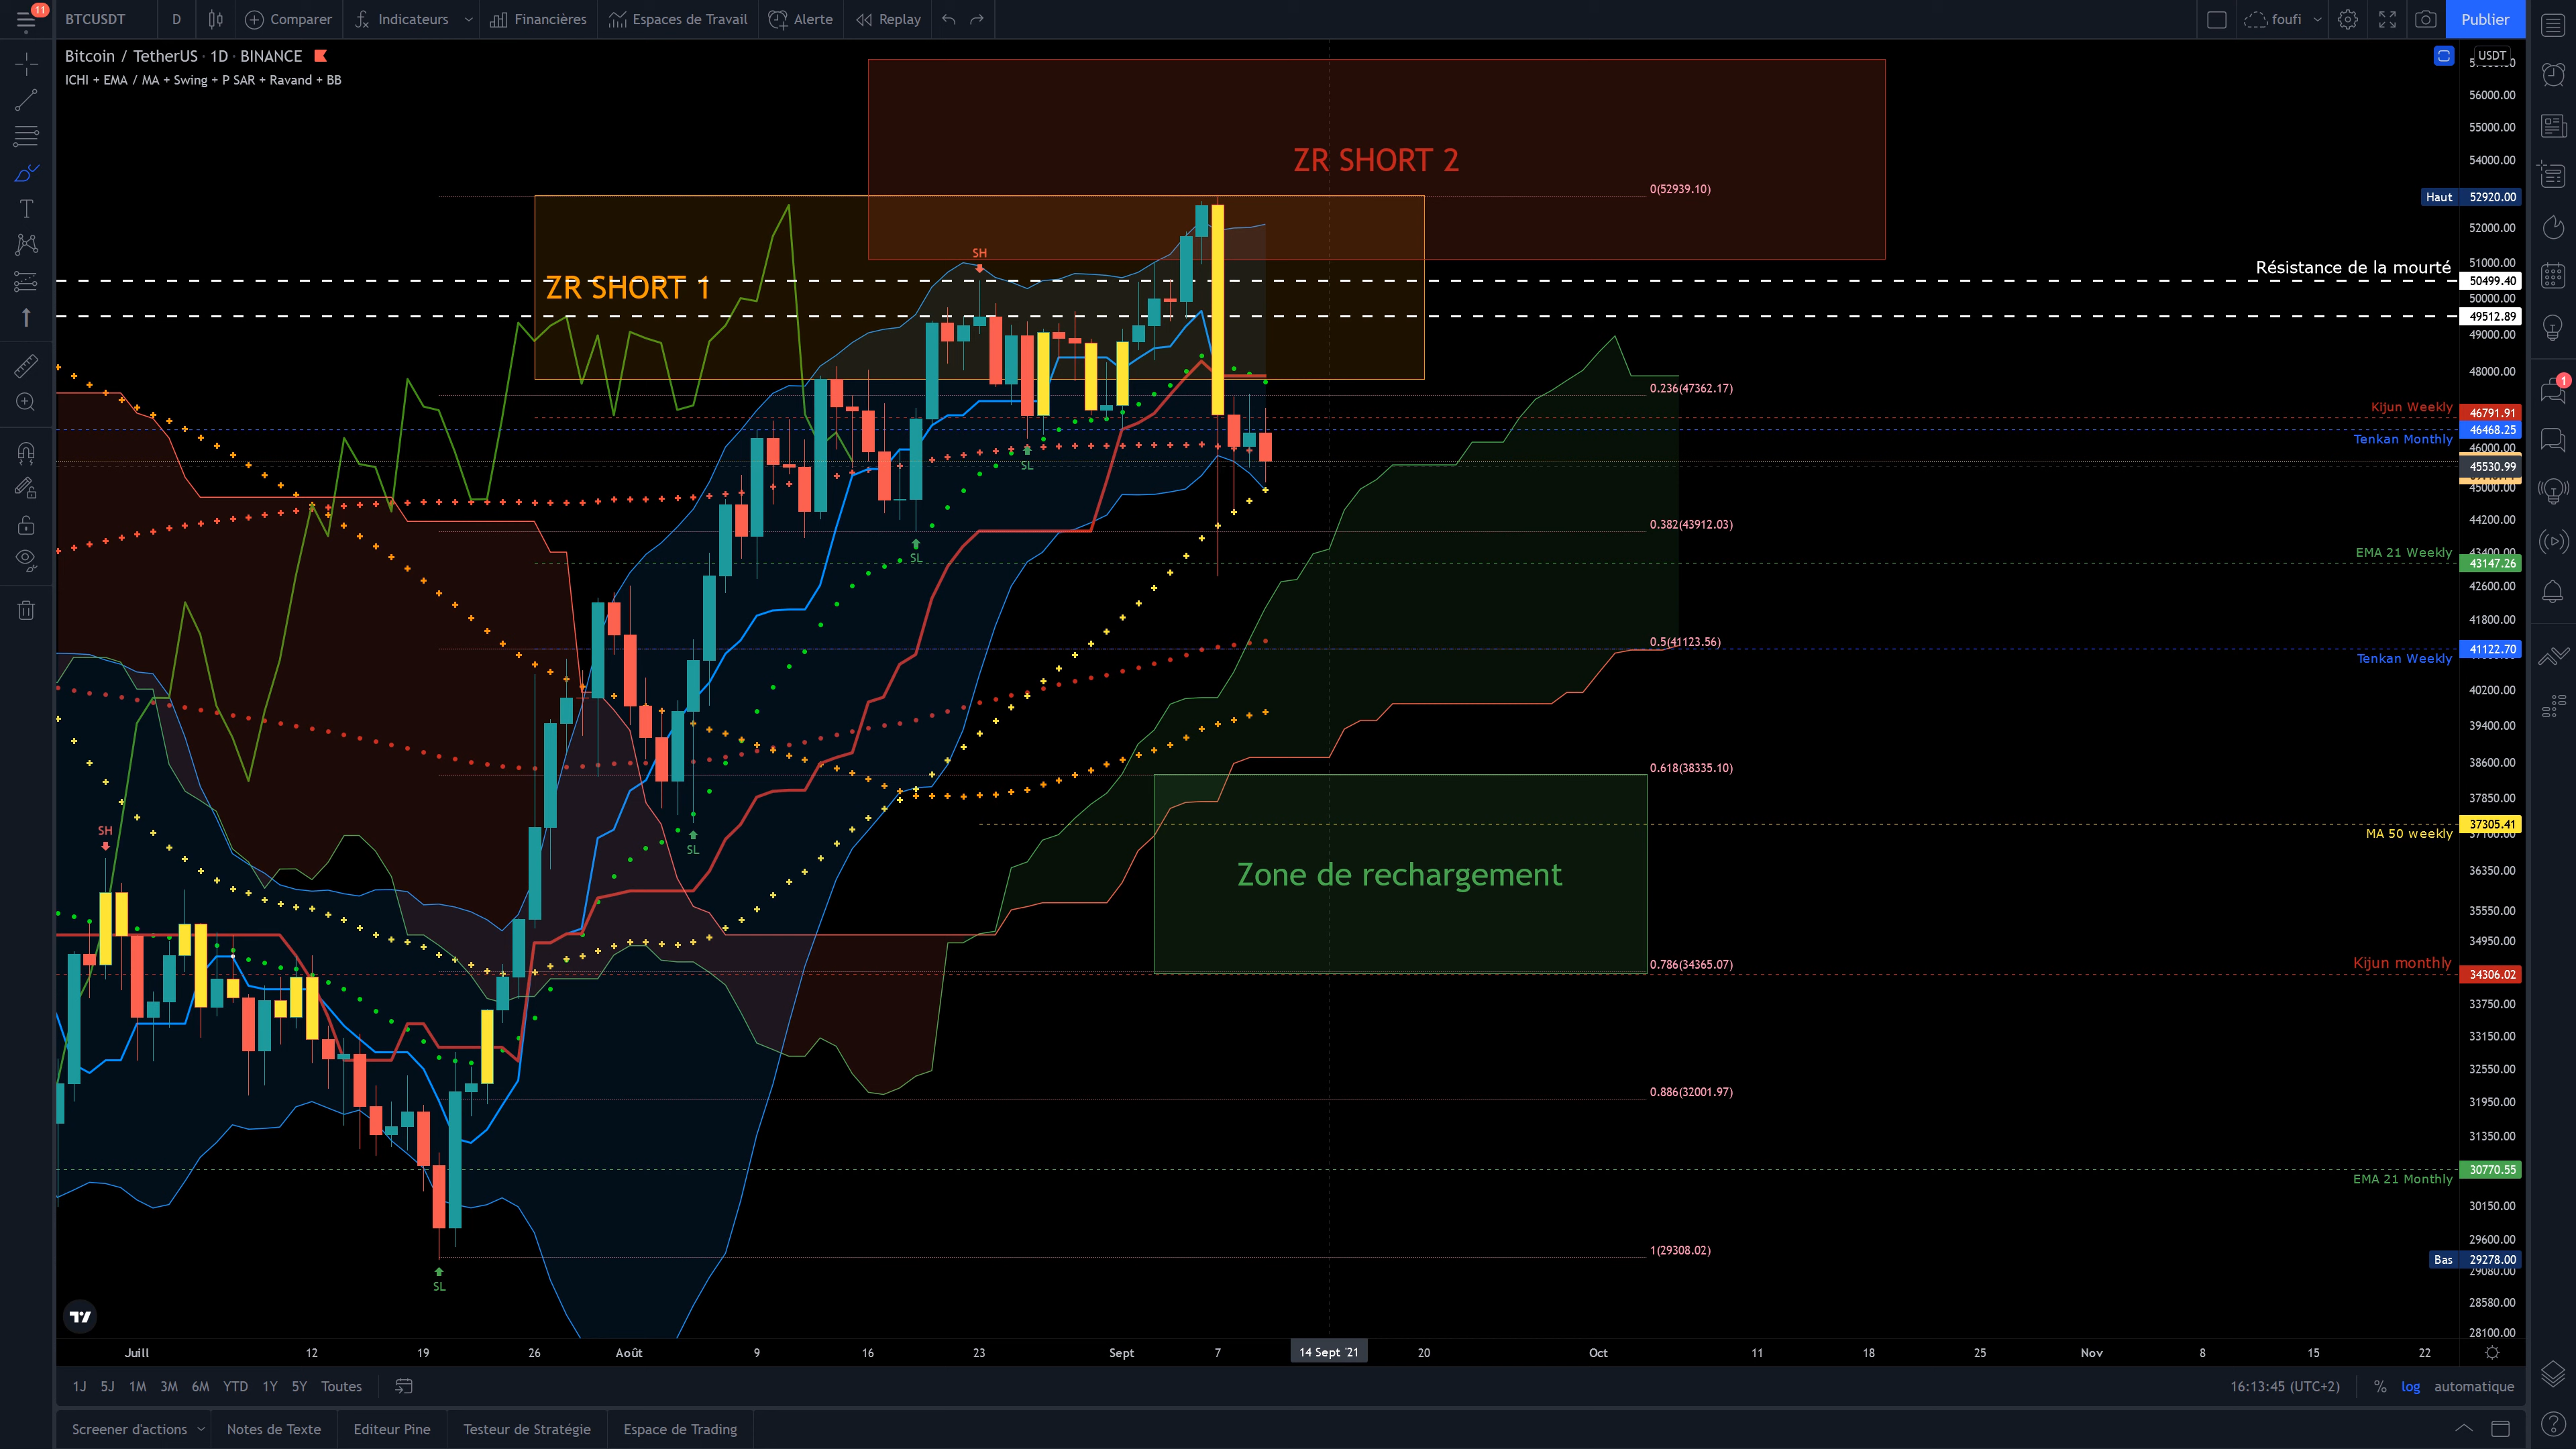 11
BTCUSDT
D
Comparer
Indicateurs
Financières
Espaces de Travail
Alerte
Replay
foufi
Publier
Bitcoin / TetherUS · 1D · BINANCE
ICHI + EMA / MA + Swing + P SAR + Ravand + BB
USDT
56000.00
55000.00
ZR SHORT 2
54000.00
0(52939.10)
Haut 52920.00
52000.00
SH
51000.00
Résistance de la mourté
50499.40
ZR SHORT 1
50000.00
49512.89
49000.00
48000.00
0.236(47362.17)
1
Kijun Weekly 46791.91
46468.25
Tenkan Monthly
46000.00
SL
45530.99
45000.00
0.382(43912.03)
44200.00
EMA 21 Weekly
43400.00
SL
43147.26
42600.00
41800.00
0.5(41123.56)
41122.70
Tenkan Weekly
40200.00
39400.00
0.618(38335.10)
38600.00
37850.00
37305.41
MA 50 weekly
37100.00
SH
SL
Zone de rechargement
36350.00
35550.00
34950.00
0.786(34365.07)
Kijun monthly
34306.02
33750.00
33150.00
32550.00
0.886(32001.97)
31950.00
31350.00
30770.55
EMA 21 Monthly
30150.00
29600.00
1(29308.02)
Bas 29278.00
29080.00
SL
28580.00
28100.00
Juill 12 19 26 Août 9 16 23 Sept 7 14 Sept '21 20 Oct 11 18 25 Nov 8 15 22
1J 5J 1M 3M 6M YTD 1Y 5Y Toutes
16:13:45 (UTC+2) % log automatique
Screener d'actions Notes de Texte Editeur Pine Testeur de Stratégie Espace de Trading